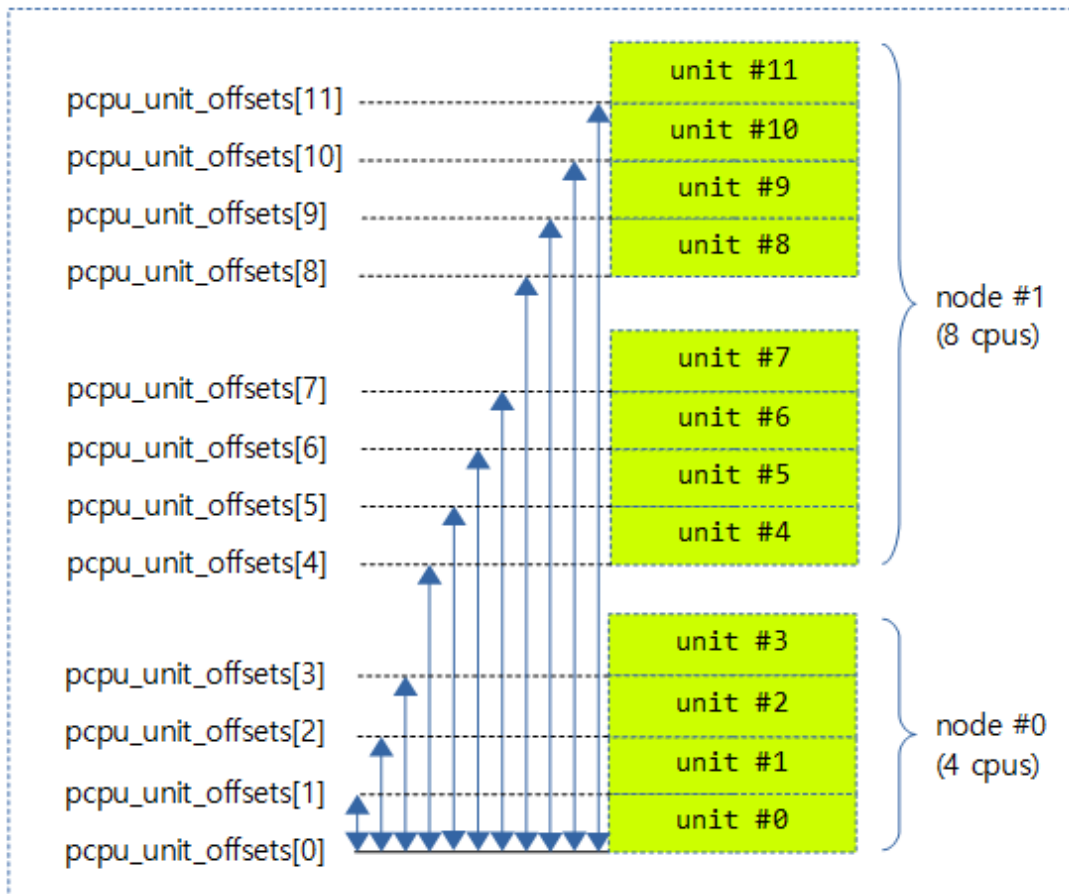 unit #11
pcpu_unit_offsets[11]
unit #10
pcpu_unit_offsets[10]
unit #9
pcpu_unit_offsets[9]
unit #8
pcpu_unit_offsets[8]
node #1
(8 cpus)
unit #7
pcpu_unit_offsets[7]
unit #6
pcpu_unit_offsets[6]
unit #5
pcpu_unit_offsets[5]
unit #4
pcpu_unit_offsets[4]
unit #3
pcpu_unit_offsets[3]
unit #2
pcpu_unit_offsets[2]
node #0
(4 cpus)
unit #1
pcpu_unit_offsets[1]
unit #0
pcpu_unit_offsets[0]